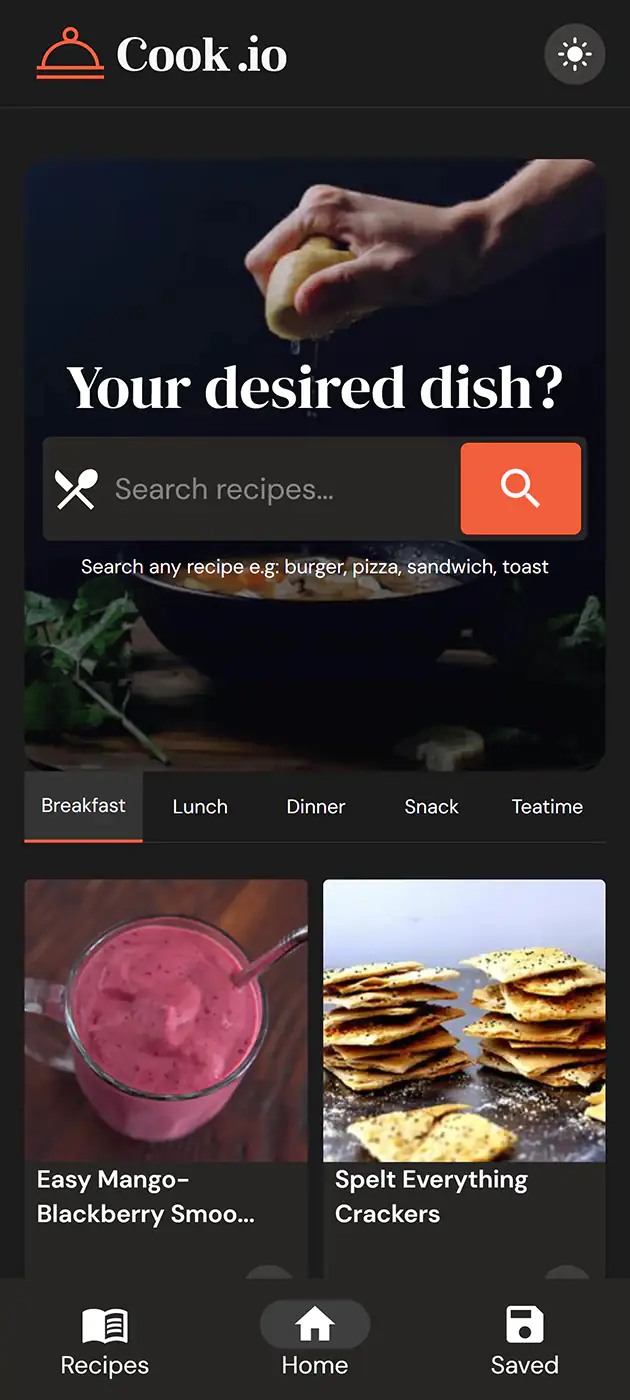 Cook.io
Your desired dish?
Search recipes...
Search any recipe e.g: burger, pizza, sandwich, toast
Breakfast
Lunch
Dinner
Snack
Teatime
Easy Mango-
Blackberry Smoo...
Spelt Everything
Crackers
Recipes
Home
Saved